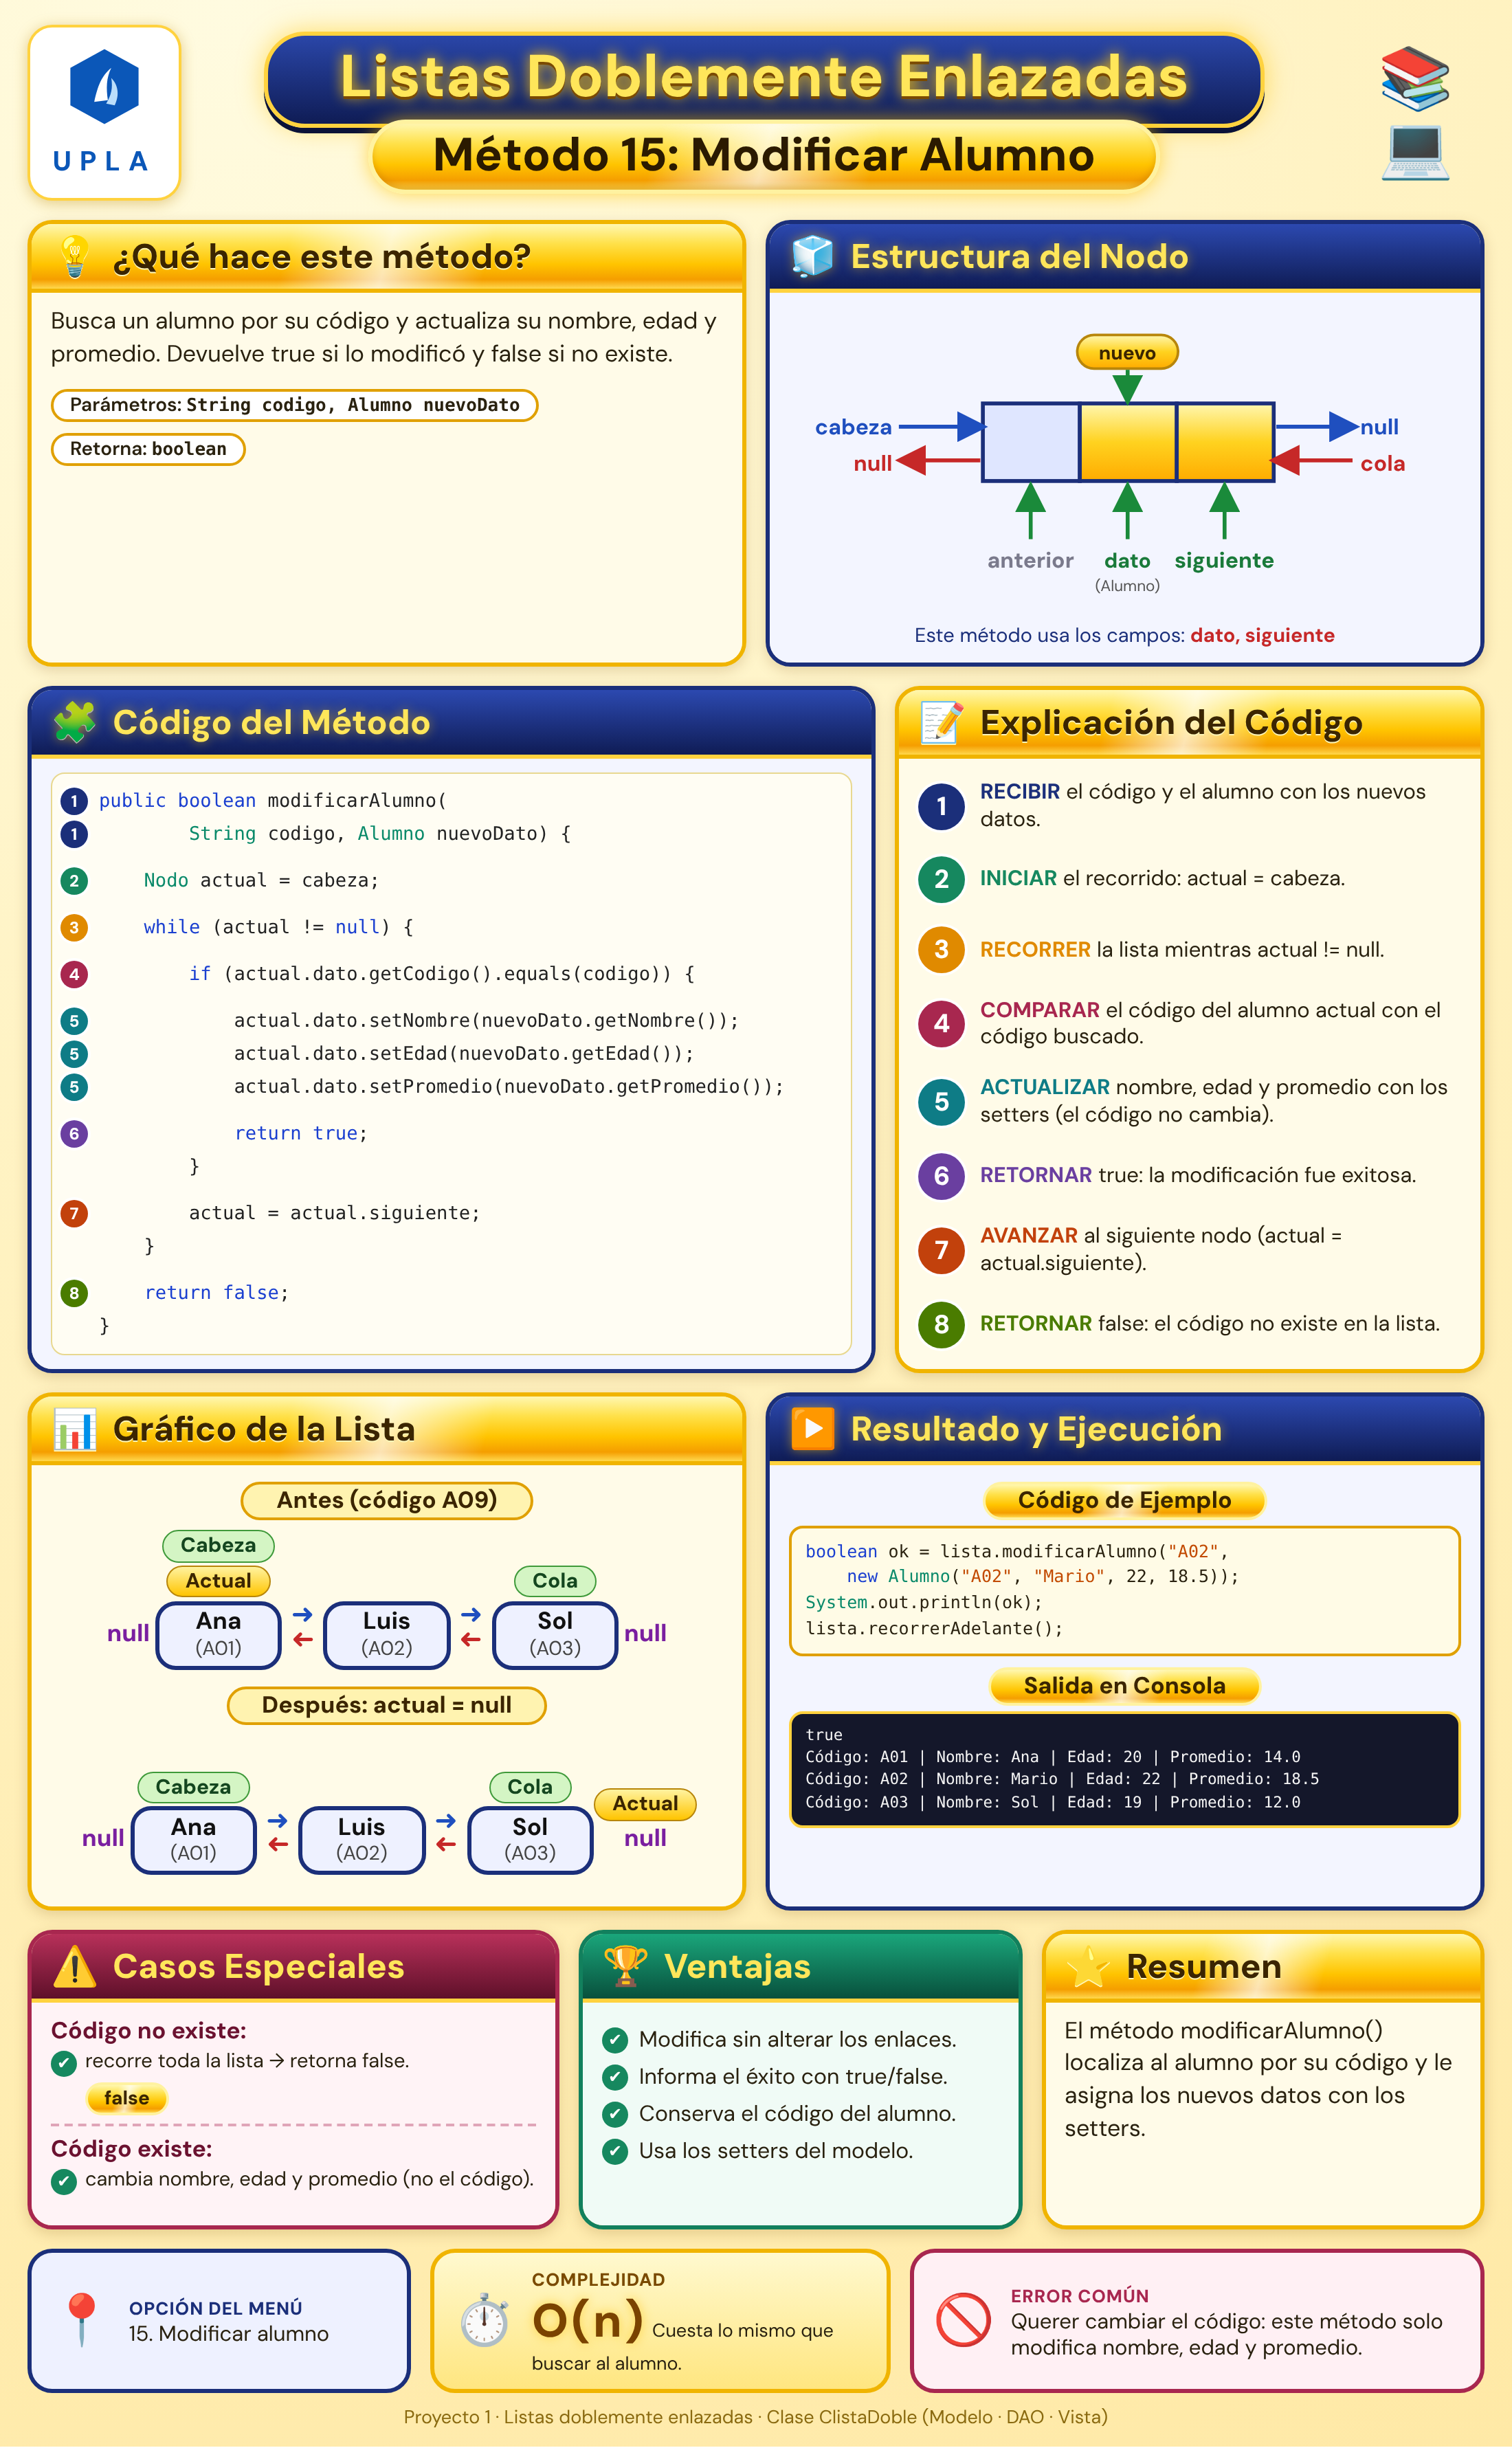 UPLA
Listas Doblemente Enlazadas
Método 15: Modificar Alumno
¿Qué hace este método?
Busca un alumno por su código y actualiza su nombre, edad y
promedio. Devuelve true si lo modificó y false si no existe.
Parámetros: String codigo, Alumno nuevoDato
Retorna: boolean
Estructura del Nodo
nuevo
cabeza
null
null
cola
anterior
dato
siguiente
(Alumno)
Este método usa los campos: dato, siguiente
Código del Método
1 public boolean modificarAlumno(
1 String codigo, Alumno nuevoDato) {
2 Nodo actual = cabeza;
3 while (actual != null) {
4 if (actual.dato.getCodigo().equals(codigo)) {
5 actual.dato.setNombre(nuevoDato.getNombre());
5 actual.dato.setEdad(nuevoDato.getEdad());
5 actual.dato.setPromedio(nuevoDato.getPromedio());
6 return true;
}
7 actual = actual.siguiente;
}
8 return false;
}
Explicación del Código
1 RECIBIR el código y el alumno con los nuevos
datos.
2 INICIAR el recorrido: actual = cabeza.
3 RECORRER la lista mientras actual != null.
4 COMPARAR el código del alumno actual con el
código buscado.
5 ACTUALIZAR nombre, edad y promedio con los
setters (el código no cambia).
6 RETORNAR true: la modificación fue exitosa.
7 AVANZAR al siguiente nodo (actual =
actual.siguiente).
8 RETORNAR false: el código no existe en la lista.
Gráfico de la Lista
Antes (código A09)
Cabeza
Actual
Cola
null Ana → Luis → Sol null
(A01) ← (A02) ← (A03)
Después: actual = null
Cabeza
Cola
Actual
null Ana → Luis → Sol null
(A01) ← (A02) ← (A03)
Resultado y Ejecución
Código de Ejemplo
boolean ok = lista.modificarAlumno("A02",
new Alumno("A02", "Mario", 22, 18.5));
System.out.println(ok);
lista.recorrerAdelante();
Salida en Consola
true
Código: A01 | Nombre: Ana | Edad: 20 | Promedio: 14.0
Código: A02 | Nombre: Mario | Edad: 22 | Promedio: 18.5
Código: A03 | Nombre: Sol | Edad: 19 | Promedio: 12.0
Casos Especiales
Código no existe:
recorre toda la lista → retorna false.
false
Código existe:
cambia nombre, edad y promedio (no el código).
Ventajas
Modifica sin alterar los enlaces.
Informa el éxito con true/false.
Conserva el código del alumno.
Usa los setters del modelo.
Resumen
El método modificarAlumno()
localiza al alumno por su código y le
asigna los nuevos datos con los
setters.
OPCIÓN DEL MENÚ
15. Modificar alumno
COMPLEJIDAD
O(n) Cuesta lo mismo que
buscar al alumno.
ERROR COMÚN
Querer cambiar el código: este método solo
modifica nombre, edad y promedio.
Proyecto 1 · Listas doblemente enlazadas · Clase ClistaDoble (Modelo · DAO · Vista)